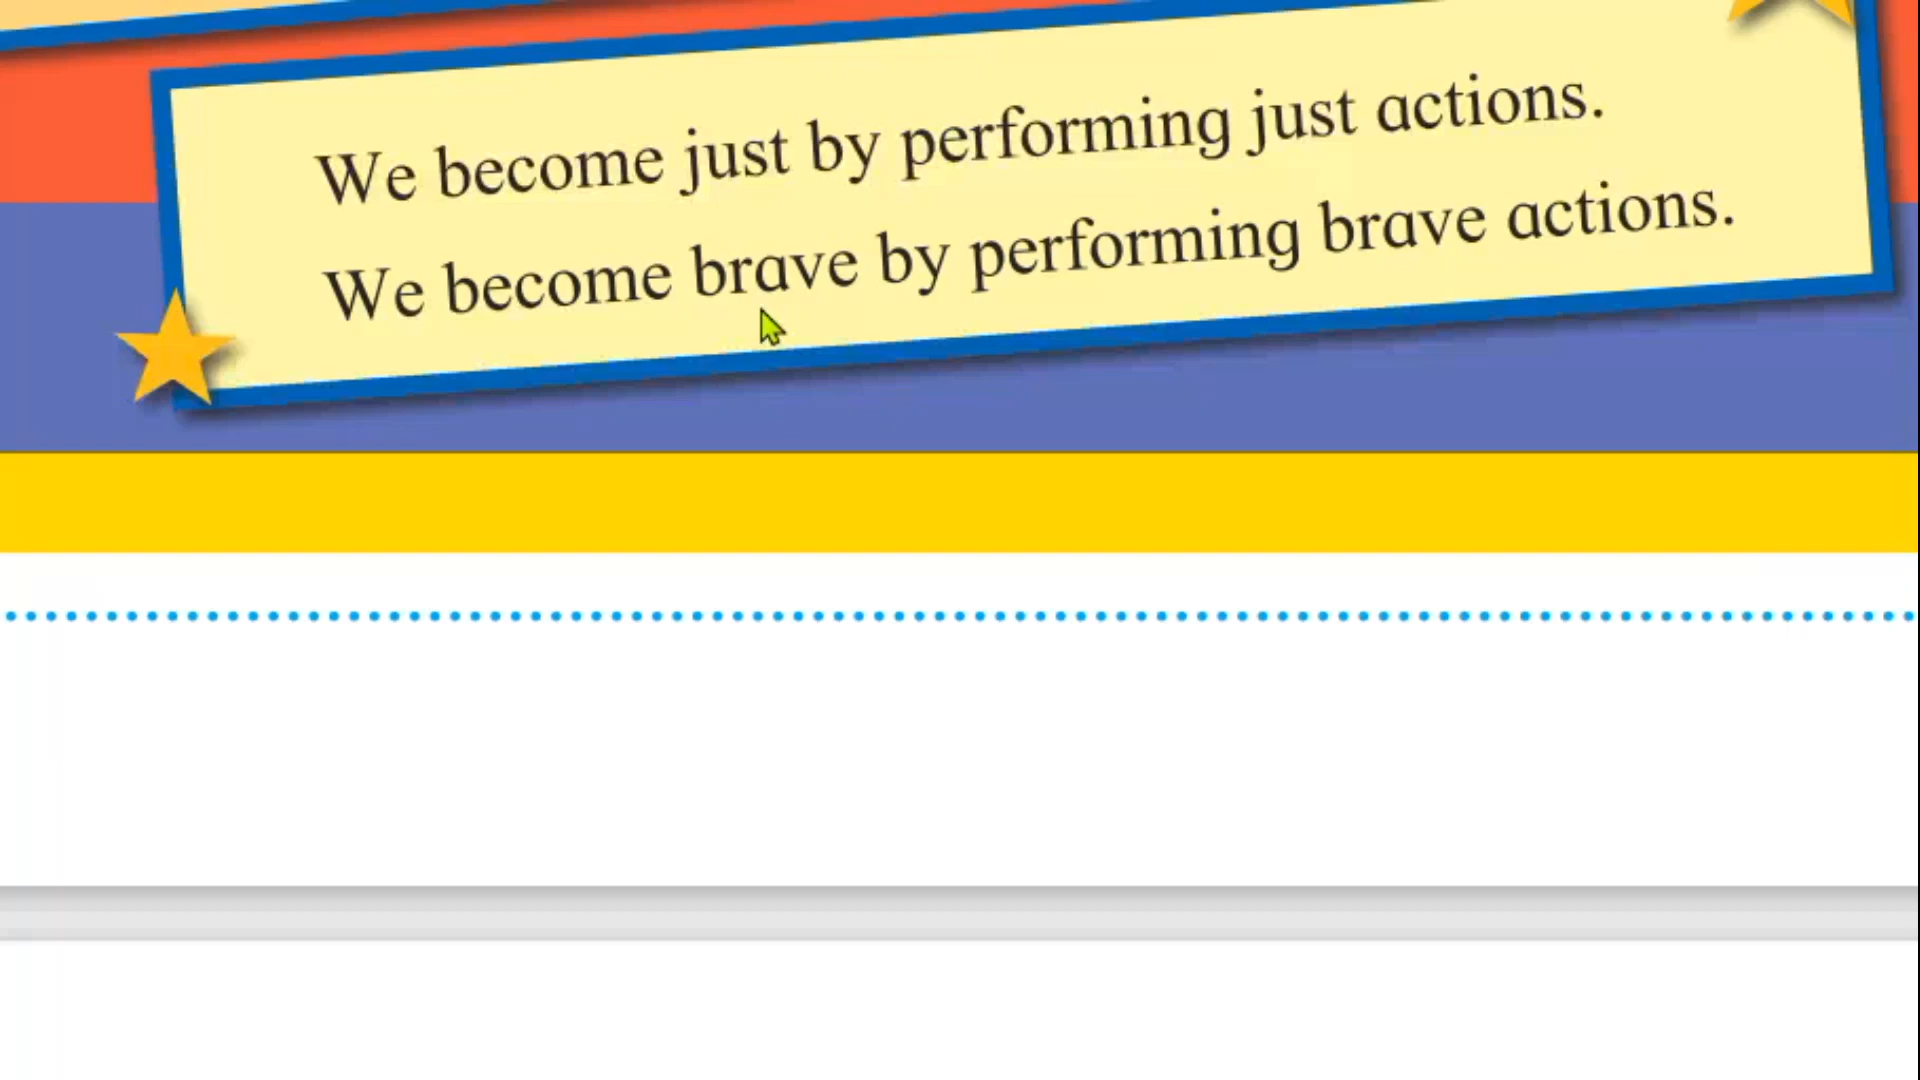 We become just by performing just actions.
We become brave by performing brave actions.